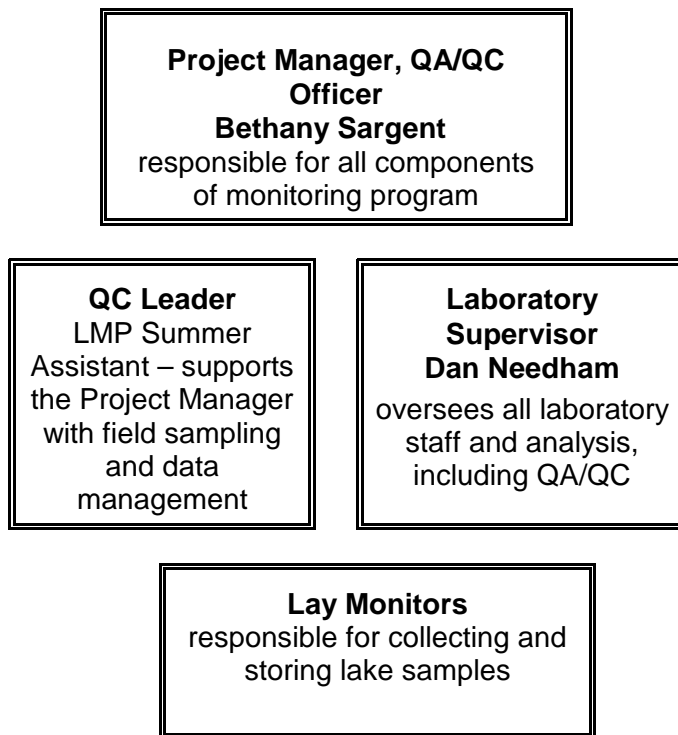 Project Manager, QA/QC
Officer
Bethany Sargent
responsible for all components
of monitoring program
QC Leader
LMP Summer
Assistant – supports
the Project Manager
with field sampling
and data
management
Laboratory
Supervisor
Dan Needham
oversees all laboratory
staff and analysis,
including QA/QC
Lay Monitors
responsible for collecting and
storing lake samples